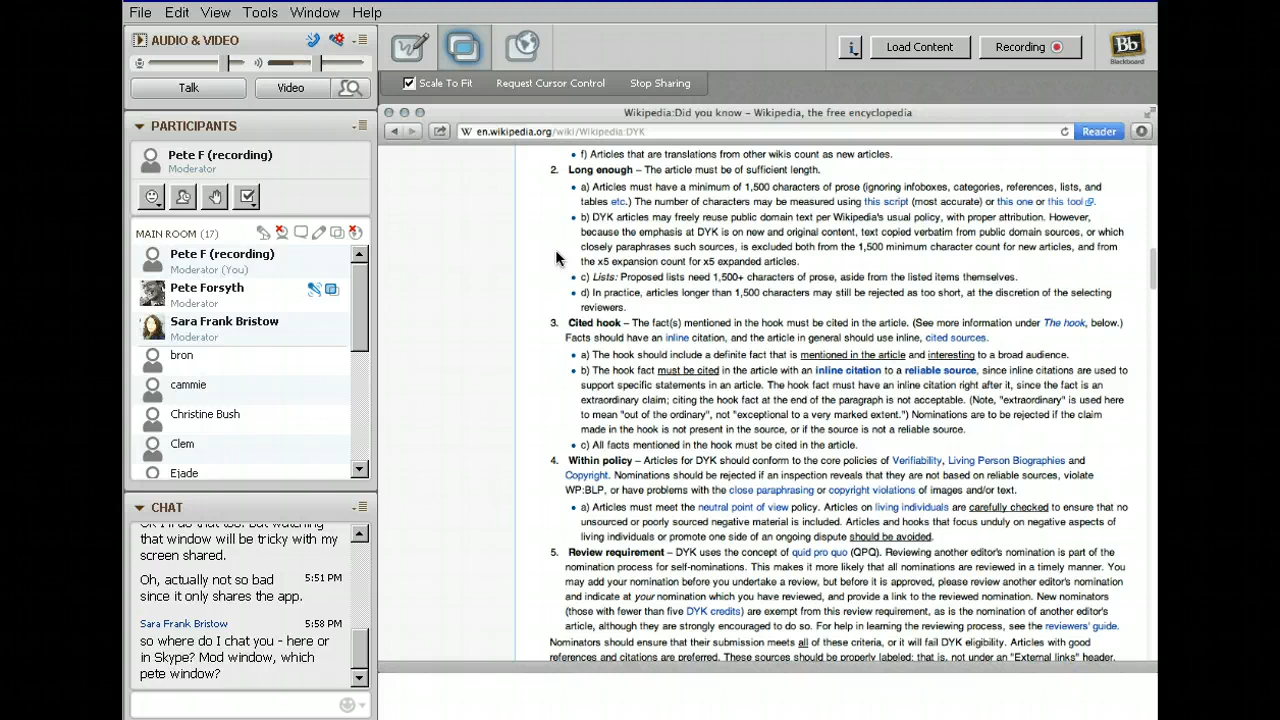 File Edit View Tools Window Help
AUDIO & VIDEO
Talk
Video
PARTICIPANTS
Pete F (recording)
Moderator
MAIN ROOM (17)
Pete F (recording)
Moderator (You)
Pete Forsyth
Moderator
Sara Frank Bristow
Moderator
bron
cammie
Christine Bush
Clem
Ejade
CHAT
that window will be tricky with my
screen shared.
Oh, actually not so bad 5:51 PM
since it only shares the app.
Sara Frank Bristow 5:58 PM
so where do I chat you - here or
in Skype? Mod window, which
pete window?
i Load Content Recording Bb
Blackboard
Scale To Fit Request Cursor Control Stop Sharing
Wikipedia:Did you know – Wikipedia, the free encyclopedia
W en.wikipedia.org/wiki/Wikipedia:DYK Reader
f) Articles that are translations from other wikis count as new articles.
2. Long enough – The article must be of sufficient length.
a) Articles must have a minimum of 1,500 characters of prose (ignoring infoboxes, categories, references, lists, and
tables etc.) The number of characters may be measured using this script (most accurate) or this one or this tool.
b) DYK articles may freely reuse public domain text per Wikipedia's usual policy, with proper attribution. However,
because the emphasis at DYK is on new and original content, text copied verbatim from public domain sources, or which
closely paraphrases such sources, is excluded both from the 1,500 minimum character count for new articles, and from
the x5 expansion count for x5 expanded articles.
c) Lists: Proposed lists need 1,500+ characters of prose, aside from the listed items themselves.
d) In practice, articles longer than 1,500 characters may still be rejected as too short, at the discretion of the selecting
reviewers.
3. Cited hook – The fact(s) mentioned in the hook must be cited in the article. (See more information under The hook, below.)
Facts should have an inline citation, and the article in general should use inline, cited sources.
a) The hook should include a definite fact that is mentioned in the article and interesting to a broad audience.
b) The hook fact must be cited in the article with an inline citation to a reliable source, since inline citations are used to
support specific statements in an article. The hook fact must have an inline citation right after it, since the fact is an
extraordinary claim; citing the hook fact at the end of the paragraph is not acceptable. (Note, "extraordinary" is used here
to mean "out of the ordinary", not "exceptional to a very marked extent.") Nominations are to be rejected if the claim
made in the hook is not present in the source, or if the source is not a reliable source.
c) All facts mentioned in the hook must be cited in the article.
4. Within policy – Articles for DYK should conform to the core policies of Verifiability, Living Person Biographies and
Copyright. Nominations should be rejected if an inspection reveals that they are not based on reliable sources, violate
WP:BLP, or have problems with the close paraphrasing or copyright violations of images and/or text.
a) Articles must meet the neutral point of view policy. Articles on living individuals are carefully checked to ensure that no
unsourced or poorly sourced negative material is included. Articles and hooks that focus unduly on negative aspects of
living individuals or promote one side of an ongoing dispute should be avoided.
5. Review requirement – DYK uses the concept of quid pro quo (QPQ). Reviewing another editor's nomination is part of the
nomination process for self-nominations. This makes it more likely that all nominations are reviewed in a timely manner. You
may add your nomination before you undertake a review, but before it is approved, please review another editor's nomination
and indicate at your nomination which you have reviewed, and provide a link to the reviewed nomination. New nominators
(those with fewer than five DYK credits) are exempt from this review requirement, as is the nomination of another editor's
article, although they are strongly encouraged to do so. For help in learning the reviewing process, see the reviewers' guide.
Nominators should ensure that their submission meets all of these criteria, or it will fail DYK eligibility. Articles with good
references and citations are preferred. These sources should be properly labeled; that is, not under an "External links" header.